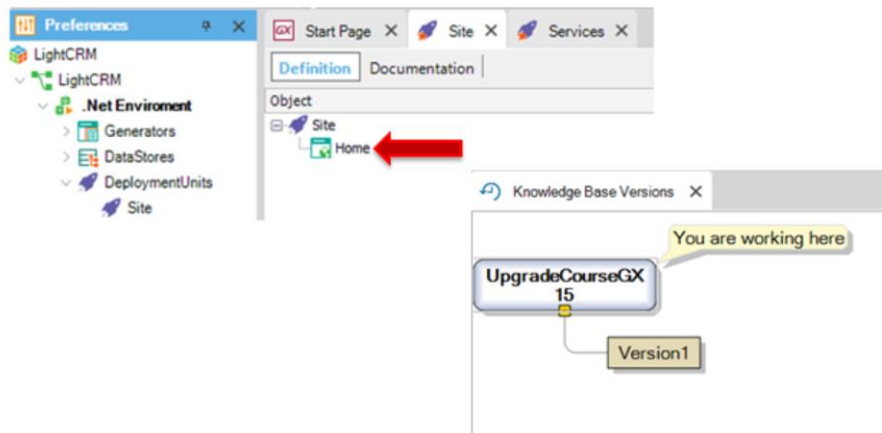 Preferences
LightCRM
LightCRM
.Net Enviroment
Generators
DataStores
DeploymentUnits
Site
Start Page
Site
Services
Definition Documentation
Object
Site
Home
Knowledge Base Versions
You are working here
UpgradeCourseGX
15
Version1